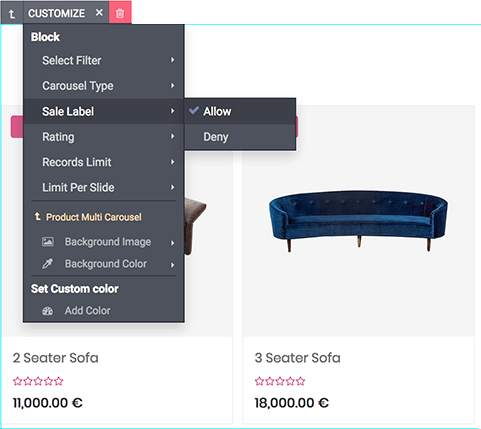 CUSTOMIZE
Block
Select Filter
Carousel Type
Sale Label
Allow
Rating
Deny
Records Limit
Limit Per Slide
Product Multi Carousel
Background Image
Background Color
Set Custom color
Add Color
2 Seater Sofa
3 Seater Sofa
11,000.00 €
18,000.00 €